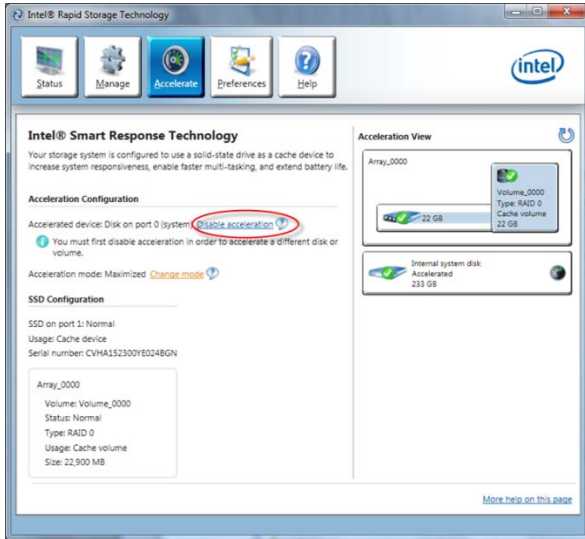 Intel® Rapid Storage Technology
Status
Manage
Accelerate
Preferences
Help
intel
Intel® Smart Response Technology
Your storage system is configured to use a solid-state drive as a cache device to
increase system responsiveness, enable faster multi-tasking, and extend battery life.
Acceleration Configuration
Accelerated device: Disk on port 0 (system) Disable acceleration
You must first disable acceleration in order to accelerate a different disk or
volume.
Acceleration mode: Maximized Change mode
SSD Configuration
SSD on port 1: Normal
Usage: Cache device
Serial number: CVHA152300YE024BGN
Array_0000
Volume: Volume_0000
Status: Normal
Type: RAID 0
Usage: Cache volume
Size: 22,900 MB
Acceleration View
Array_0000
22 GB
Volume_0000
Type: RAID 0
Cache volume
22 GB
Internal system disk
Accelerated
233 GB
More help on this page